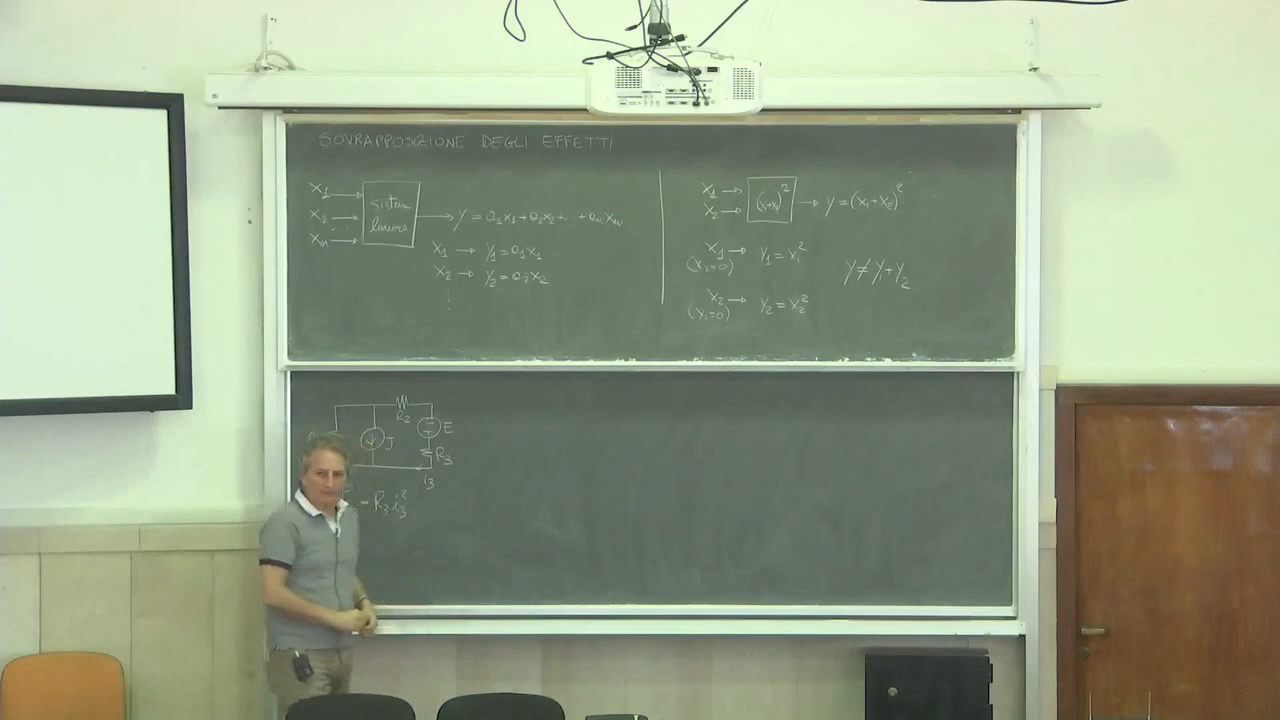 SOVRAPPOSIZIONE DEGLI EFFETTI
x₁
x₂
...
xₙ
sistema
lineare
y = a₁x₁ + a₂x₂ + ... + aₙxₙ
x₁ → y₁ = a₁x₁
x₂ → y₂ = a₂x₂
x₁
x₂
(x₁+x₂)²
y = (x₁+x₂)²
x₁ → y₁ = x₁²
(x₂=0)
x₂ → y₂ = x₂²
(x₁=0)
y ≠ y₁+y₂
R₂
J
E
R₃
i₃
= R₃ i₃²